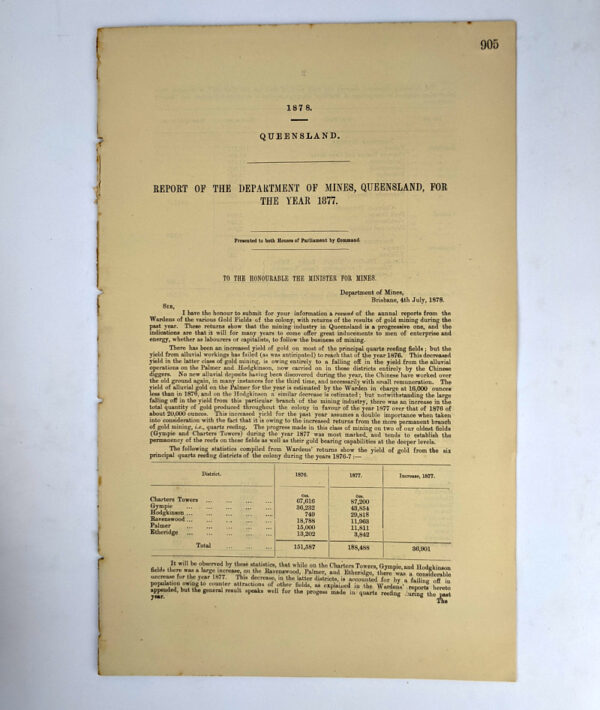 905
1878.
QUEENSLAND.
REPORT OF THE DEPARTMENT OF MINES, QUEENSLAND, FOR
THE YEAR 1877.
Presented to both Houses of Parliament by Command.
TO THE HONOURABLE THE MINISTER FOR MINES.
Department of Mines,
Brisbane, 4th July, 1878.
SIR,
I have the honour to submit for your information a resumé of the annual reports from the
Wardens of the various Gold Fields of the colony, with returns of the results of gold mining during the
past year. These returns show that the mining industry in Queensland is a progressive one, and the
indications are that it will for many years to come offer great inducements to men of enterprise and
energy, whether as labourers or capitalists, to follow the business of mining.
There has been an increased yield of gold on most of the principal quartz reefing fields; but the
yield from alluvial workings has failed (as was anticipated) to reach that of the year 1876. This decreased
yield in the latter class of gold mining, is owing entirely to a falling off in the yield from the alluvial
operations on the Palmer and Hodgkinson, now carried on in these districts entirely by the Chinese
diggers. No new alluvial deposits having been discovered during the year, the Chinese have worked over
the old ground again, in many instances for the third time, and necessarily with small remuneration. The
yield of alluvial gold on the Palmer for the year is estimated by the Warden in charge at 16,000 ounces
less than in 1876, and on the Hodgkinson a similar decrease is estimated; but notwithstanding the large
falling off in the yield from this particular branch of the mining industry, there was an increase in the
total quantity of gold produced throughout the colony in favour of the year 1877 over that of 1876 of
about 20,000 ounces. This increased yield for the past year assumes a double importance when taken
into consideration with the fact that it is owing to the increased returns from the more permanent branch
of gold mining, i.e., quartz reefing. The progress made in this class of mining on two of our oldest fields
(Gympie and Charters Towers) during the year 1877 was most marked, and tends to establish the
permanency of the reefs on these fields as well as their gold bearing capabilities at the deeper levels.
The following statistics compiled from Wardens' returns show the yield of gold from the six
principal quartz reefing districts of the colony during the years 1876-7 :—
District. 1876. 1877. Increase, 1877.
Ozs. Ozs.
Charters Towers ... ... ... ... 67,616 87,200
Gympie ... ... ... ... 36,232 43,854
Hodgkinson ... ... ... ... 749 29,818
Ravenswood ... ... ... ... 18,788 11,963
Palmer ... ... ... ... 15,000 11,811
Etheridge ... ... ... ... 13,202 3,842
Total ... ... ... 151,587 188,488 36,901
It will be observed by these statistics, that while on the Charters Towers, Gympie, and Hodgkinson
fields there was a large increase, on the Ravenswood, Palmer, and Etheridge, there was a considerable
decrease for the year 1877. This decrease, in the latter districts, is accounted for by a falling off in
population owing to counter attractions of other fields, as explained in the Wardens' reports hereto
appended, but the general result speaks well for the progess made in quartz reefing during the past
year.
The